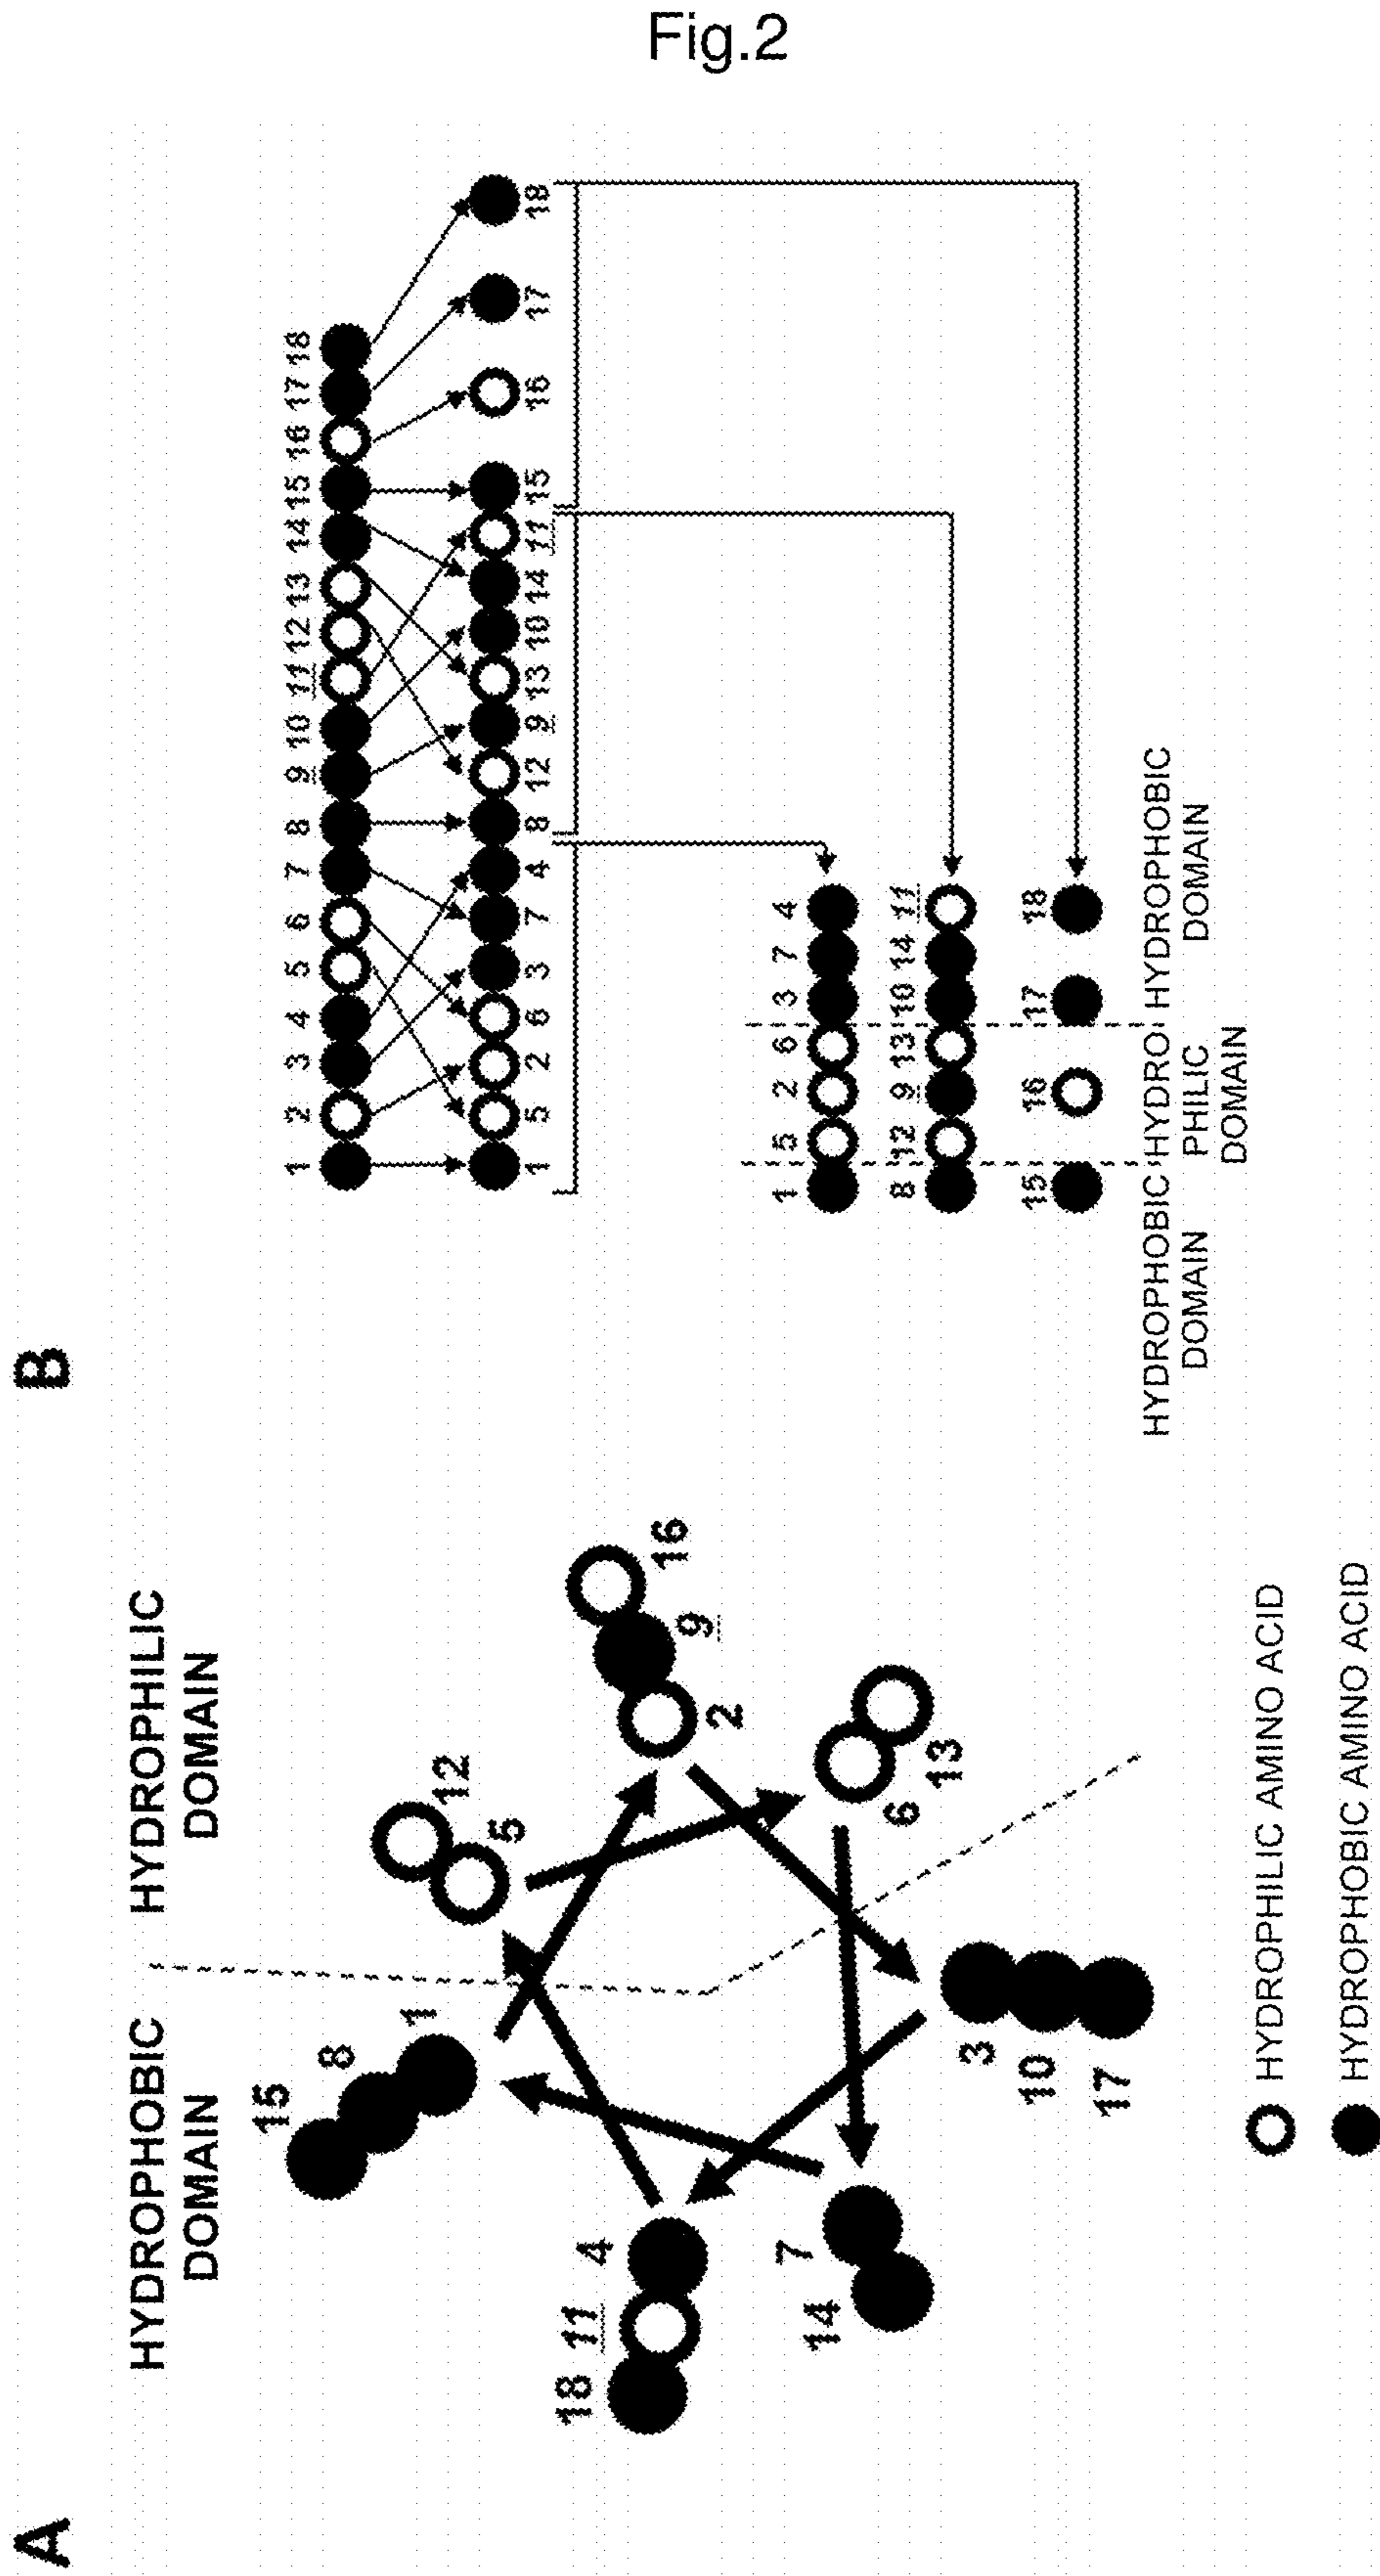 Fig.2
A
HYDROPHOBIC
DOMAIN
HYDROPHILIC
DOMAIN
15
8
1
12
5
16
9
2
6
13
3
10
17
7
14
4
11
18
HYDROPHILIC AMINO ACID
HYDROPHOBIC AMINO ACID
B
1 2 3 4 5 6 7 8 9 10 11 12 13 14 15 16 17 18
1 5 2 6 3 7 4 8 12 9 13 10 14 11 15 16 17 18
1 5 2 6 3 7 4
8 12 9 13 10 14 11
15 16 17 18
HYDROPHOBIC
DOMAIN
HYDRO
PHILIC
DOMAIN
HYDROPHOBIC
DOMAIN